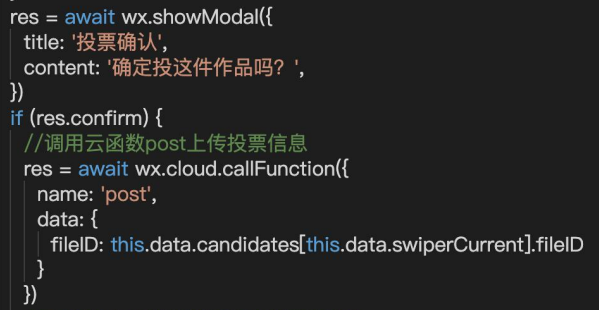 res = await wx.showModal({
title: '投票确认',
content: '确定投这件作品吗？',
})
if (res.confirm) {
//调用云函数post上传投票信息
res = await wx.cloud.callFunction({
name: 'post',
data: {
fileID: this.data.candidates[this.data.swiperCurrent].fileID
}
})